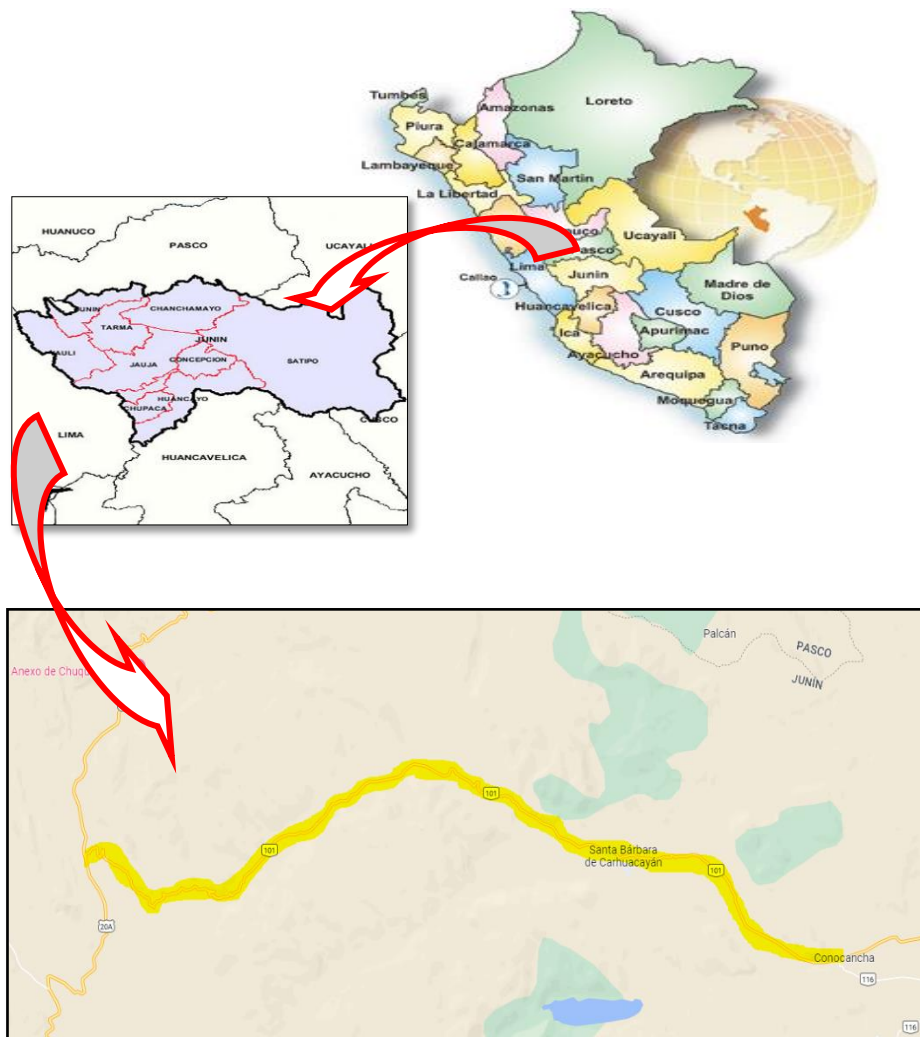 Tumbes
Amazonas
Loreto
Piura
Cajamarca
Lambayeque
San Martin
La Libertad
Ucayali
Lima
Junin
Callao
Madre de
Dios
Huancavelica
Cusco
Ica
Apurimac
Puno
Ayacucho
Arequipa
Moquegua
Tacna
HUANUCO
PASCO
UCAYALI
CHANCHAMAYO
TARMA
JUNIN
JAUJA
CONCEPCION
SATIPO
HUANCAYO
CHUPACA
LIMA
HUANCAVELICA
AYACUCHO
Palcán
PASCO
JUNÍN
Anexo de Chuq
101
101
101
Santa Bárbara
de Carhuacayán
20A
Conocancha
116
116